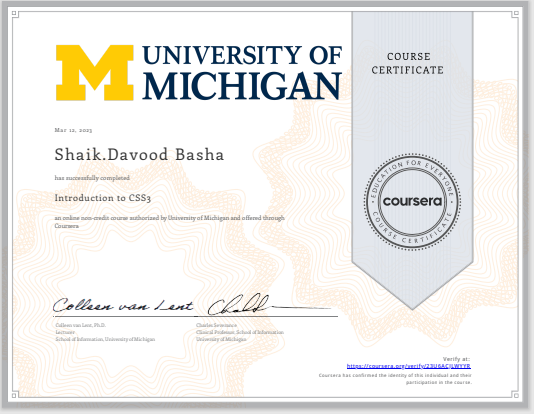 M UNIVERSITY OF
MICHIGAN
COURSE
CERTIFICATE
Mar 12, 2023
Shaik.Davood Basha
has successfully completed
Introduction to CSS3
an online non-credit course authorized by University of Michigan and offered through
Coursera
EDUCATION FOR EVERYONE
coursera
COURSE CERTIFICATE
Colleen van Lent
Colleen van Lent, Ph.D.
Lecturer
School of Information, University of Michigan
Charles Severance
Clinical Professor, School of Information
University of Michigan
Verify at:
https://coursera.org/verify/
Coursera has confirmed the identity of this individual and their
participation in the course.